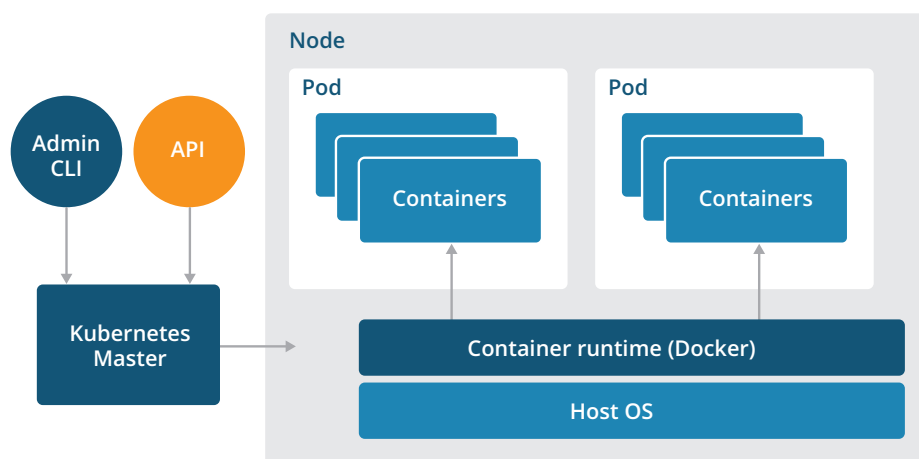 Node
Pod
Pod
Admin
CLI
API
Containers
Containers
Kubernetes
Master
Container runtime (Docker)
Host OS